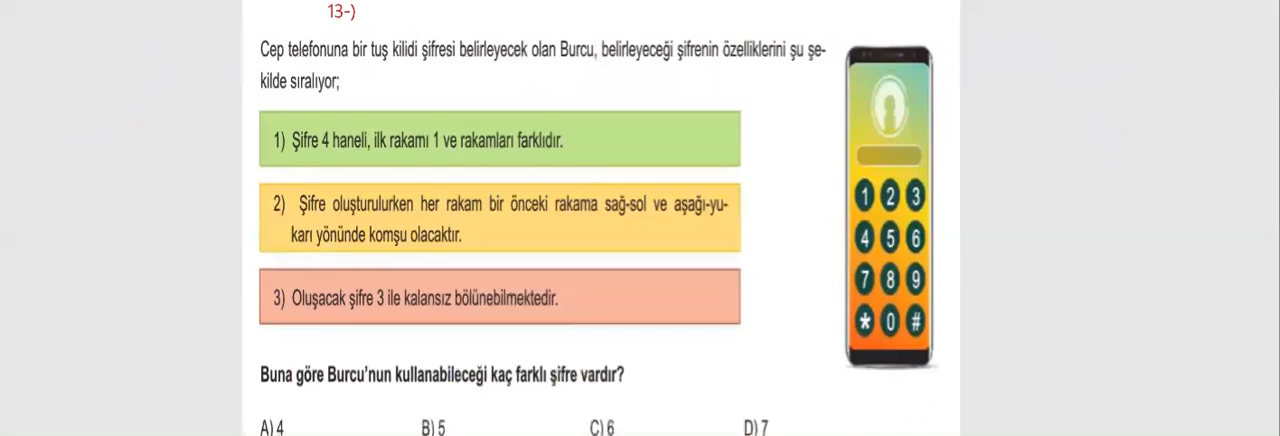 13-)
Cep telefonuna bir tuş kilidi şifresi belirleyecek olan Burcu, belirleyeceği şifrenin özelliklerini şu şe-
kilde sıralıyor;
1) Şifre 4 haneli, ilk rakamı 1 ve rakamları farklıdır.
2) Şifre oluşturulurken her rakam bir önceki rakama sağ-sol ve aşağı-yu-
karı yönünde komşu olacaktır.
3) Oluşacak şifre 3 ile kalansız bölünebilmektedir.
1 2 3
4 5 6
7 8 9
* 0 #
Buna göre Burcu'nun kullanabileceği kaç farklı şifre vardır?
A) 4 B) 5 C) 6 D) 7